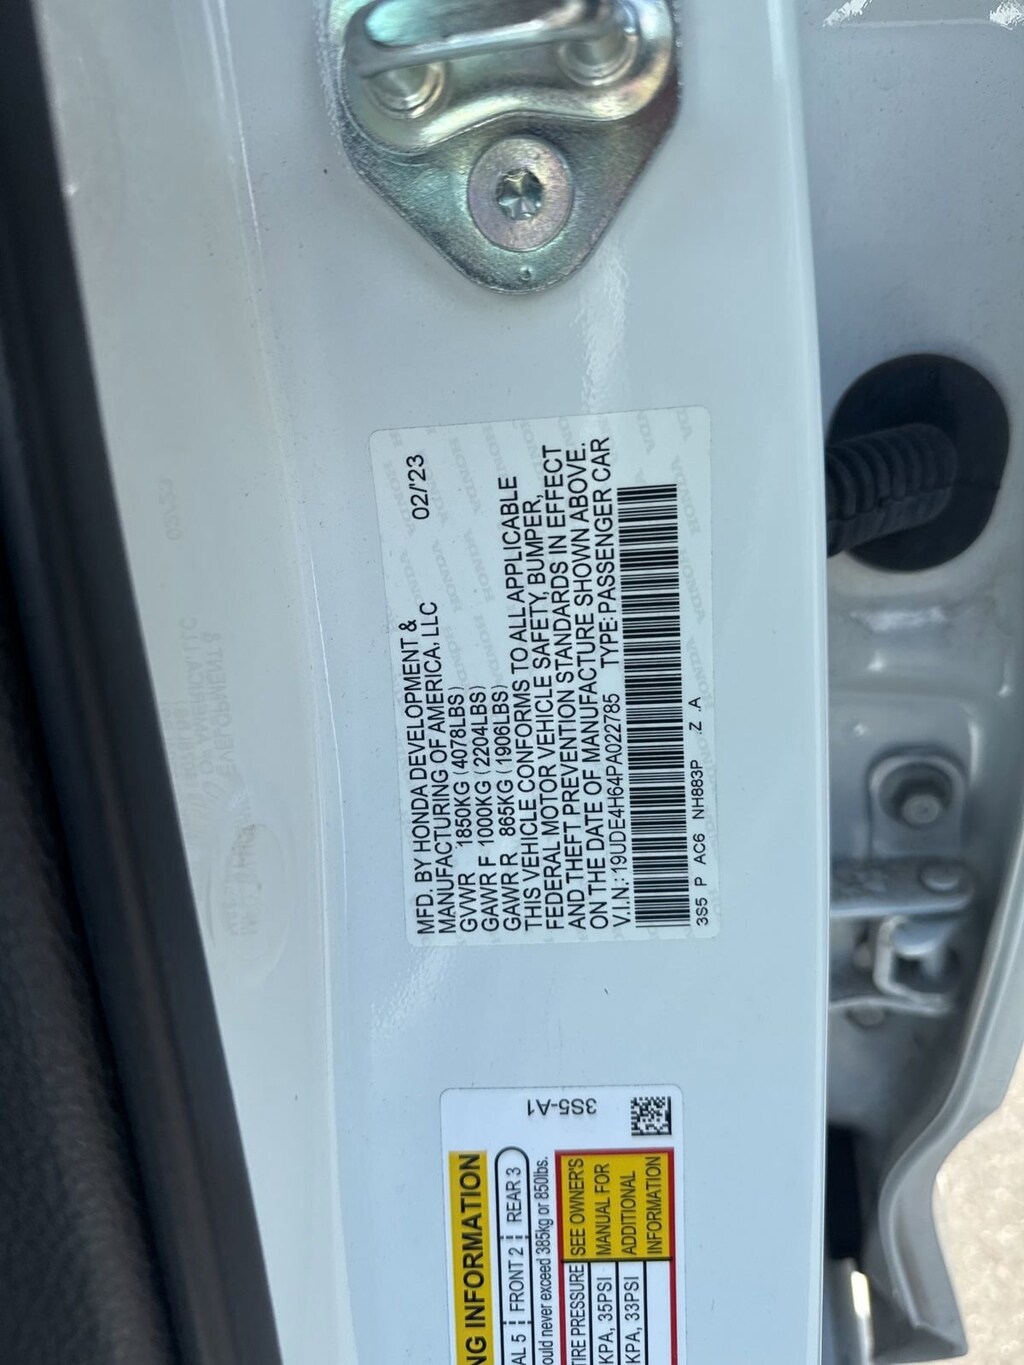 MFD. BY HONDA DEVELOPMENT &
MANUFACTURING OF AMERICA, LLC 02/'23
GVWR 1850KG (4078LBS)
GAWR F 1000KG (2204LBS)
GAWR R 865KG (1906LBS)
THIS VEHICLE CONFORMS TO ALL APPLICABLE
FEDERAL MOTOR VEHICLE SAFETY, BUMPER,
AND THEFT PREVENTION STANDARDS IN EFFECT
ON THE DATE OF MANUFACTURE SHOWN ABOVE.
V.I.N.: 19UDE4H64PA022785 TYPE: PASSENGER CAR
3S5 P AC6 NH883P Z .A
3S5-A1
NG INFORMATION
AL 5 FRONT 2 REAR 3
ould never exceed 385kg or 850lbs.
TIRE PRESSURE
KPA, 35PSI
KPA, 33PSI
SEE OWNER'S
MANUAL FOR
ADDITIONAL
INFORMATION